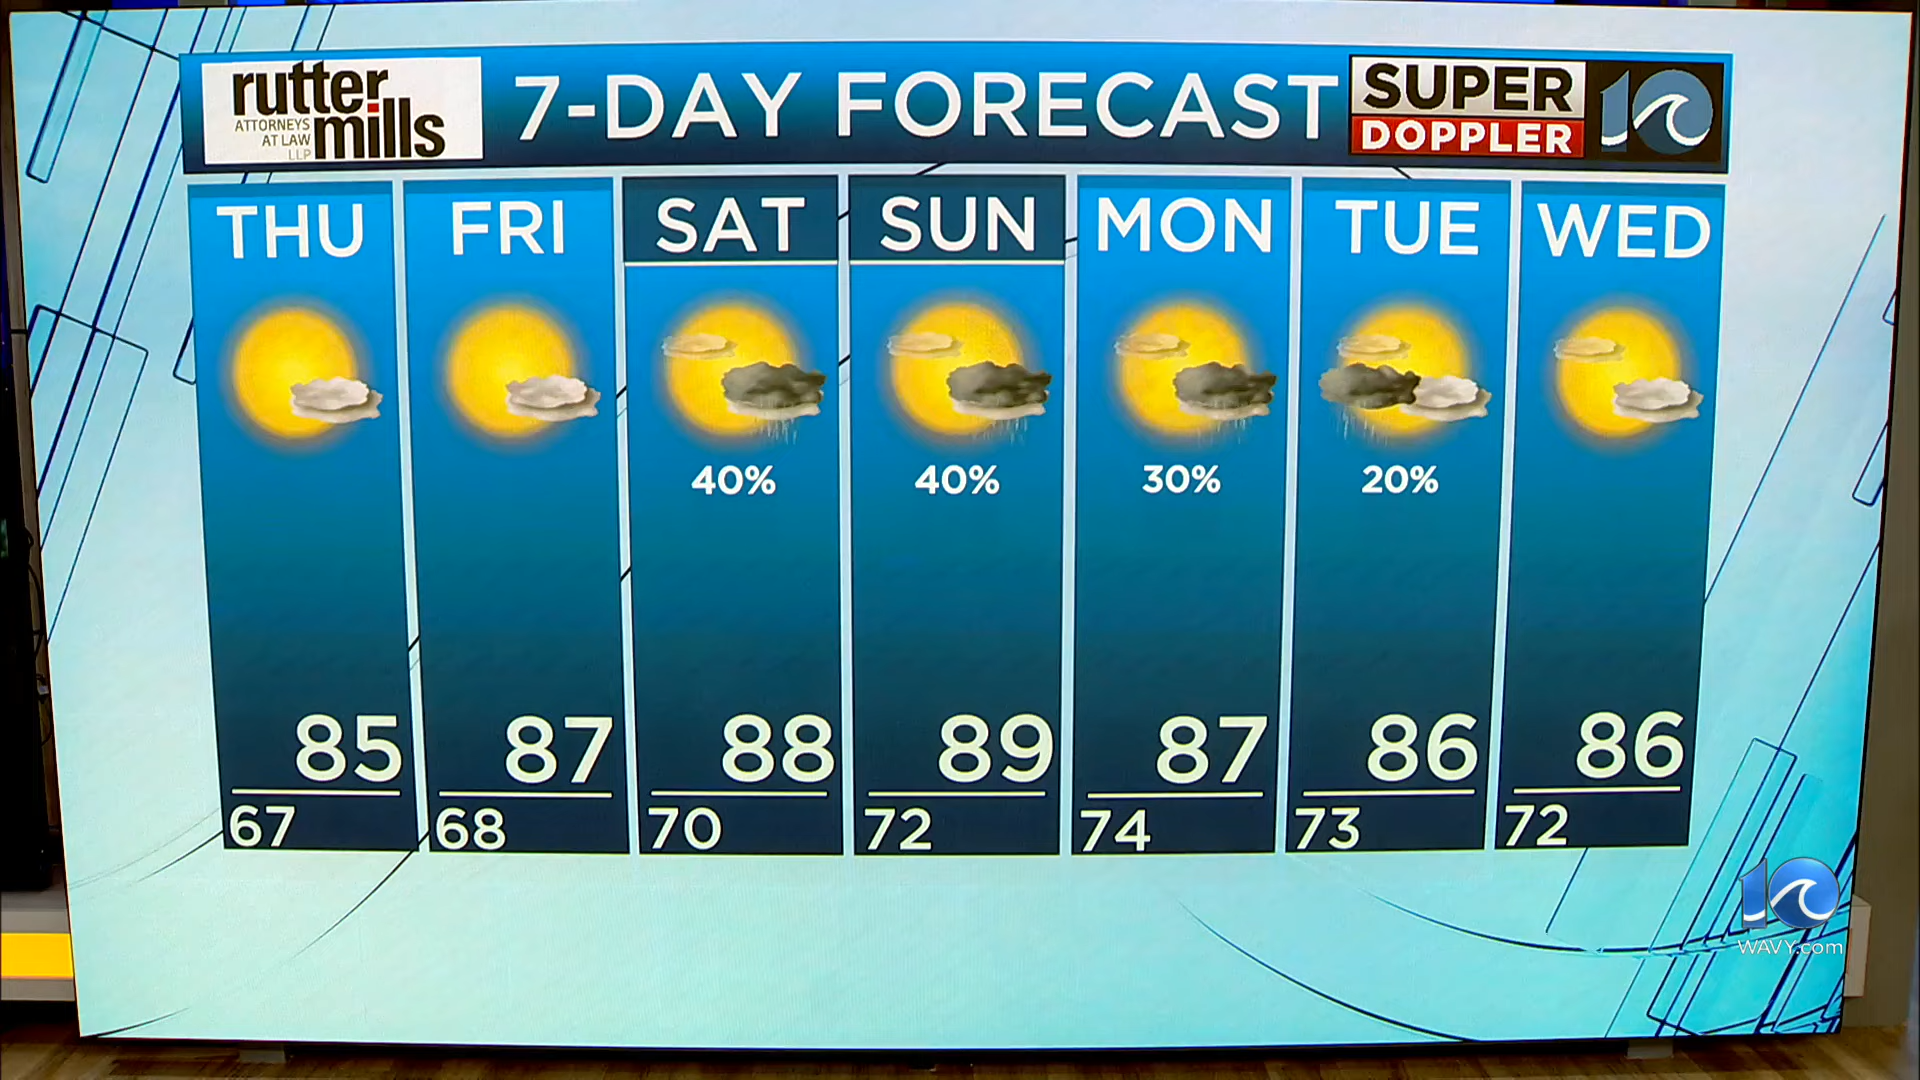 rutter
mills
ATTORNEYS
AT LAW
LLP
7-DAY FORECAST
SUPER
DOPPLER
10
THU FRI SAT SUN MON TUE WED
40% 40% 30% 20%
85 87 88 89 87 86 86
67 68 70 72 74 73 72
10
WAVY.com